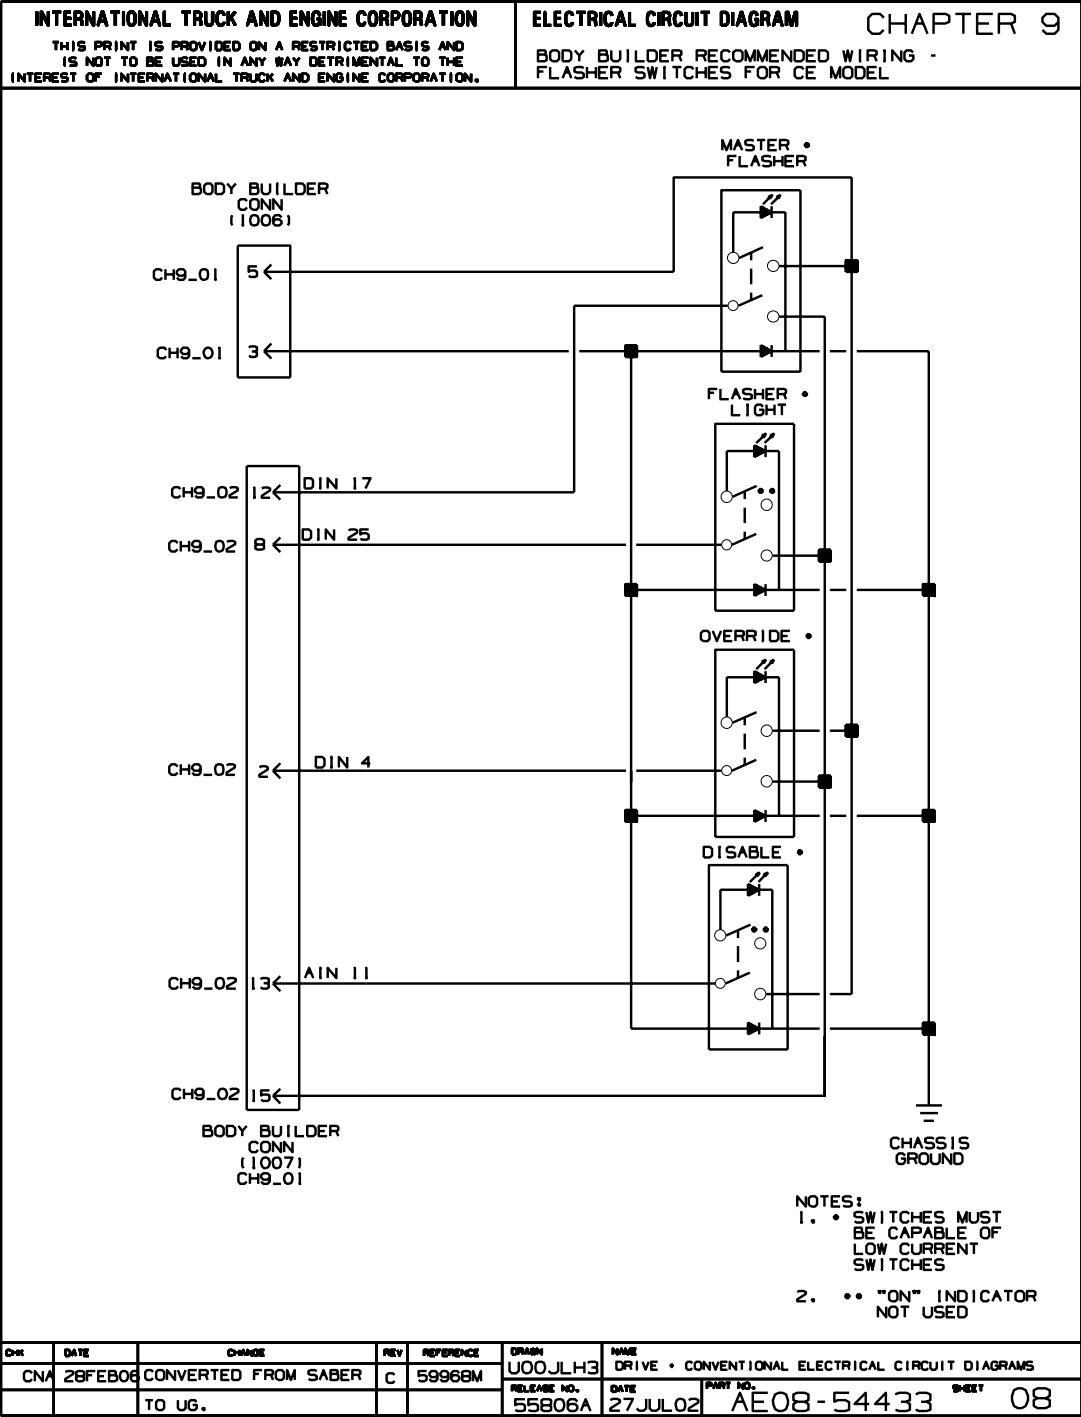 INTERNATIONAL TRUCK AND ENGINE CORPORATION
THIS PRINT IS PROVIDED ON A RESTRICTED BASIS AND
IS NOT TO BE USED IN ANY WAY DETRIMENTAL TO THE
INTEREST OF INTERNATIONAL TRUCK AND ENGINE CORPORATION.
ELECTRICAL CIRCUIT DIAGRAM
CHAPTER 9
BODY BUILDER RECOMMENDED WIRING -
FLASHER SWITCHES FOR CE MODEL
MASTER •
FLASHER
BODY BUILDER
CONN
(1006)
CH9_01 5
CH9_01 3
FLASHER •
LIGHT
••
CH9_02 12 DIN 17
CH9_02 8 DIN 25
OVERRIDE •
CH9_02 2 DIN 4
DISABLE •
••
CH9_02 13 AIN 11
CH9_02 15
BODY BUILDER
CONN
(1007)
CH9_01
CHASSIS
GROUND
NOTES:
1. • SWITCHES MUST
BE CAPABLE OF
LOW CURRENT
SWITCHES
2. •• "ON" INDICATOR
NOT USED
CHK DATE CHANGE REV REFERENCE
CNA 28FEB06 CONVERTED FROM SABER C 59968M
TO UG.
DRAWN
U00JLH3
NAME
DRIVE • CONVENTIONAL ELECTRICAL CIRCUIT DIAGRAMS
RELEASE NO.
55806A
DATE
27JUL02
PART NO.
AE08-54433
SHEET
08